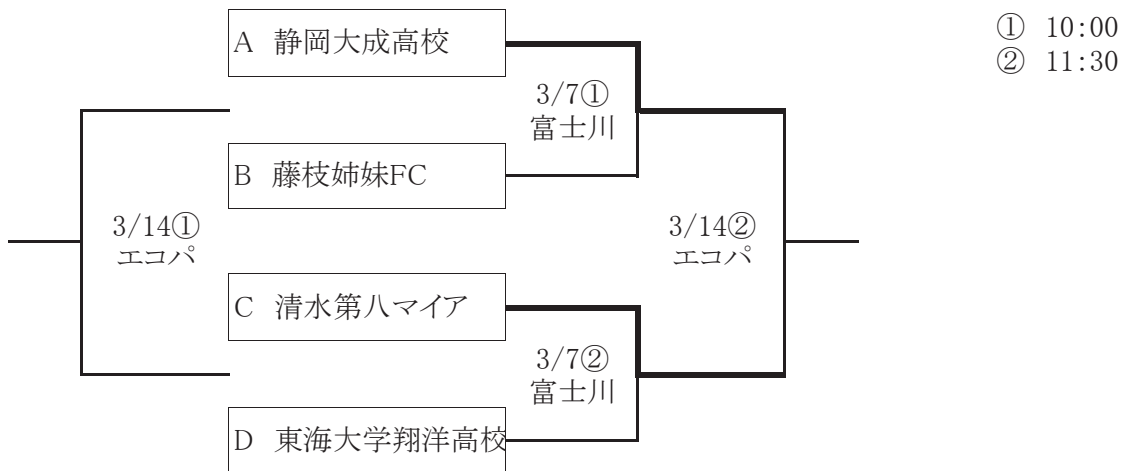 A 静岡大成高校
① 10:00
② 11:30
3/7①
富士川
B 藤枝姉妹FC
3/14①
エコパ
3/14②
エコパ
C 清水第八マイア
3/7②
富士川
D 東海大学翔洋高校